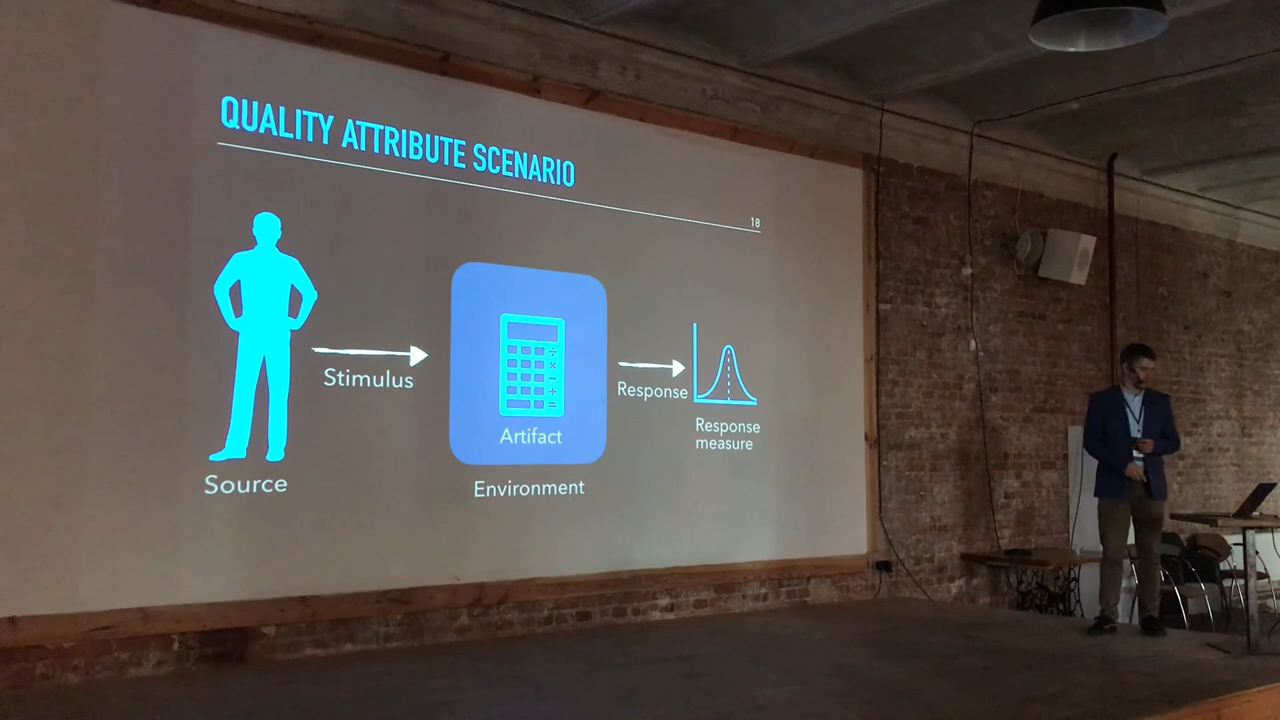 QUALITY ATTRIBUTE SCENARIO
18
Stimulus
Response
Artifact
Response
measure
Source
Environment